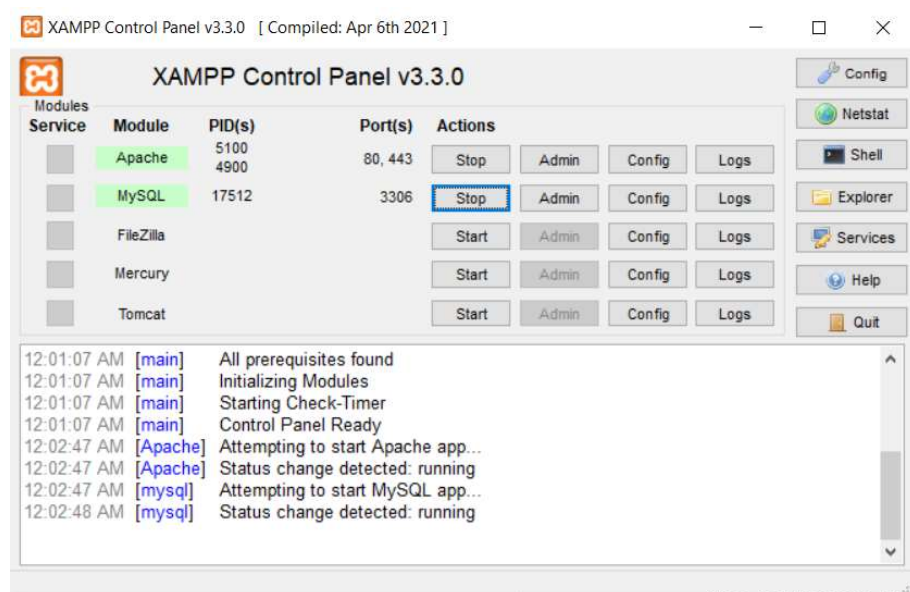 XAMPP Control Panel v3.3.0 [ Compiled: Apr 6th 2021 ]
XAMPP Control Panel v3.3.0
Config
Modules
Service Module PID(s) Port(s) Actions
Netstat
Apache 5100 4900 80, 443 Stop Admin Config Logs
Shell
MySQL 17512 3306 Stop Admin Config Logs
Explorer
FileZilla Start Admin Config Logs
Services
Mercury Start Admin Config Logs
Help
Tomcat Start Admin Config Logs
Quit
12:01:07 AM [main] All prerequisites found
12:01:07 AM [main] Initializing Modules
12:01:07 AM [main] Starting Check-Timer
12:01:07 AM [main] Control Panel Ready
12:02:47 AM [Apache] Attempting to start Apache app...
12:02:47 AM [Apache] Status change detected: running
12:02:47 AM [mysql] Attempting to start MySQL app...
12:02:48 AM [mysql] Status change detected: running